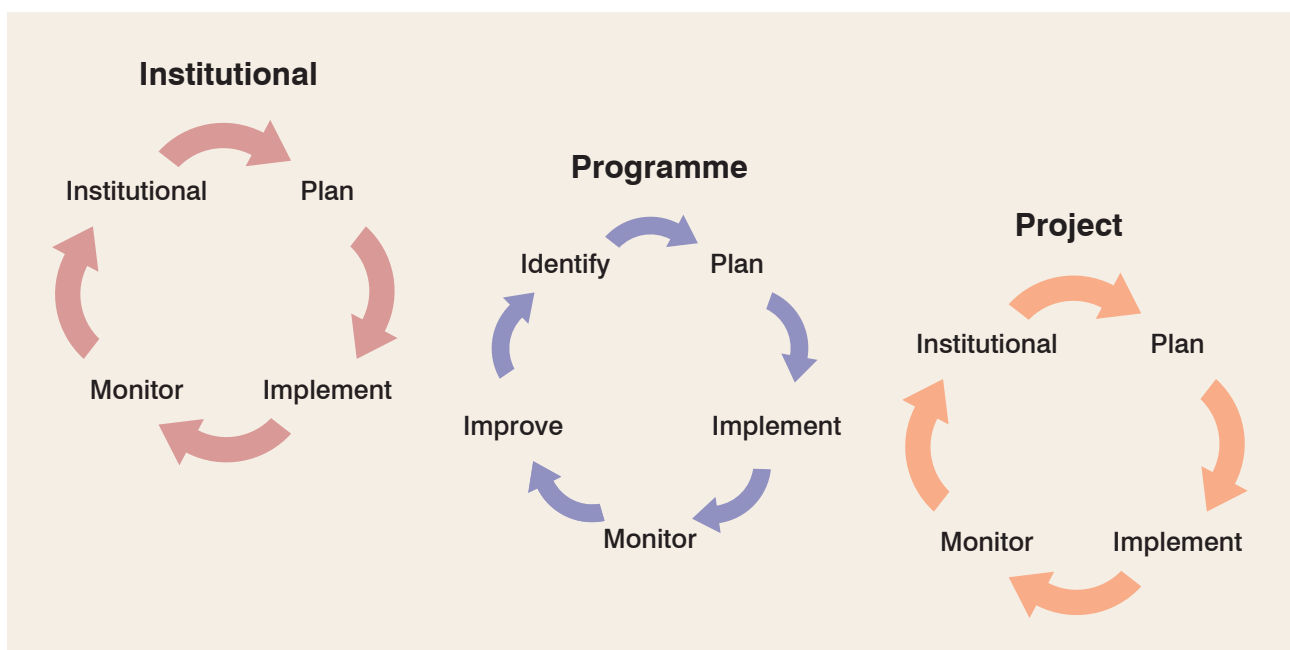 Institutional
Institutional
Plan
Monitor
Implement
Programme
Identify
Plan
Improve
Implement
Monitor
Project
Institutional
Plan
Monitor
Implement